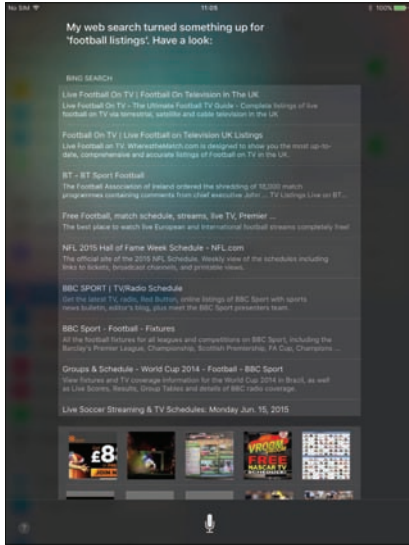 No SIM
11:05
100%
My web search turned something up for
'football listings'. Have a look:
BING SEARCH
Live Football On TV | Football On Television In The UK
Live Football On TV - The Ultimate Football TV Guide - Complete listings of live
football on TV via terrestrial, satellite and cable television in the UK
Football On TV | Live Football on Television UK Listings
Live Football on TV. WherestheMatch.com is designed to show you the most up-to-
date, comprehensive and accurate listings of Football on TV in the UK.
BT - BT Sport Football
The Football Association of Ireland ordered the shredding of 18,000 match
programmes containing comments from chief executive John ... TV Listings Live on BT...
Free Football, match schedule, streams, live TV, Premier ...
The best place to watch live European and International football streams completely free!
NFL 2015 Hall of Fame Week Schedule - NFL.com
The official site of the 2015 NFL Schedule. Weekly view of the schedules including
links to tickets, broadcast channels, and printable views.
BBC SPORT | TV/Radio Schedule
Get the latest TV, radio, Red Button, online listings of BBC Sport with sports
news bulletin, editor's blog, plus meet the BBC Sport presenters team.
BBC Sport - Football - Fixtures
All the football fixtures for all leagues and competitions on BBC Sport, including the
Barclay's Premier League, Championship, Scottish Premiership, FA Cup, Champions ...
Groups & Schedule - World Cup 2014 - Football - BBC Sport
View fixtures and TV coverage information for the World Cup 2014 in Brazil, as well
as Live Scores, Results, Group Tables and details of BBC radio coverage.
Live Soccer Streaming & TV Schedules: Monday Jun. 15, 2015
£8
JOIN
VROOM
FREE
NASCAR TV
?